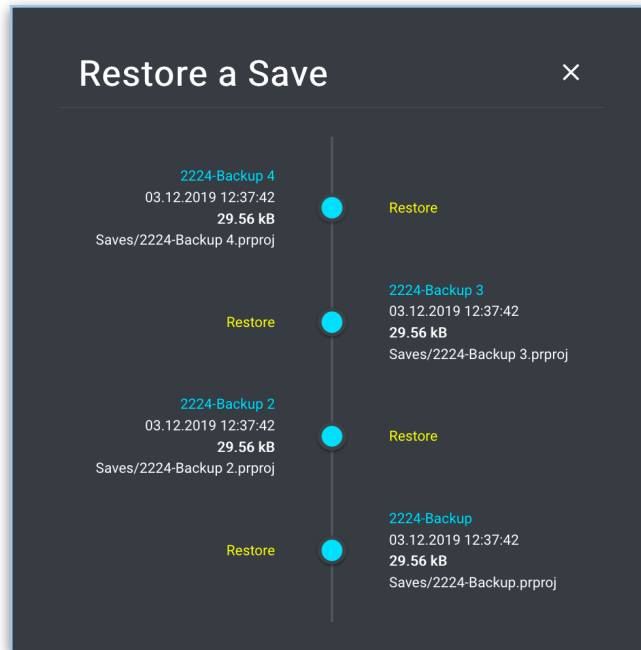 Restore a Save
2224-Backup 4
03.12.2019 12:37:42
29.56 kB
Saves/2224-Backup 4.prproj
Restore
2224-Backup 3
03.12.2019 12:37:42
29.56 kB
Saves/2224-Backup 3.prproj
Restore
2224-Backup 2
03.12.2019 12:37:42
29.56 kB
Saves/2224-Backup 2.prproj
Restore
2224-Backup
03.12.2019 12:37:42
29.56 kB
Saves/2224-Backup.prproj
Restore